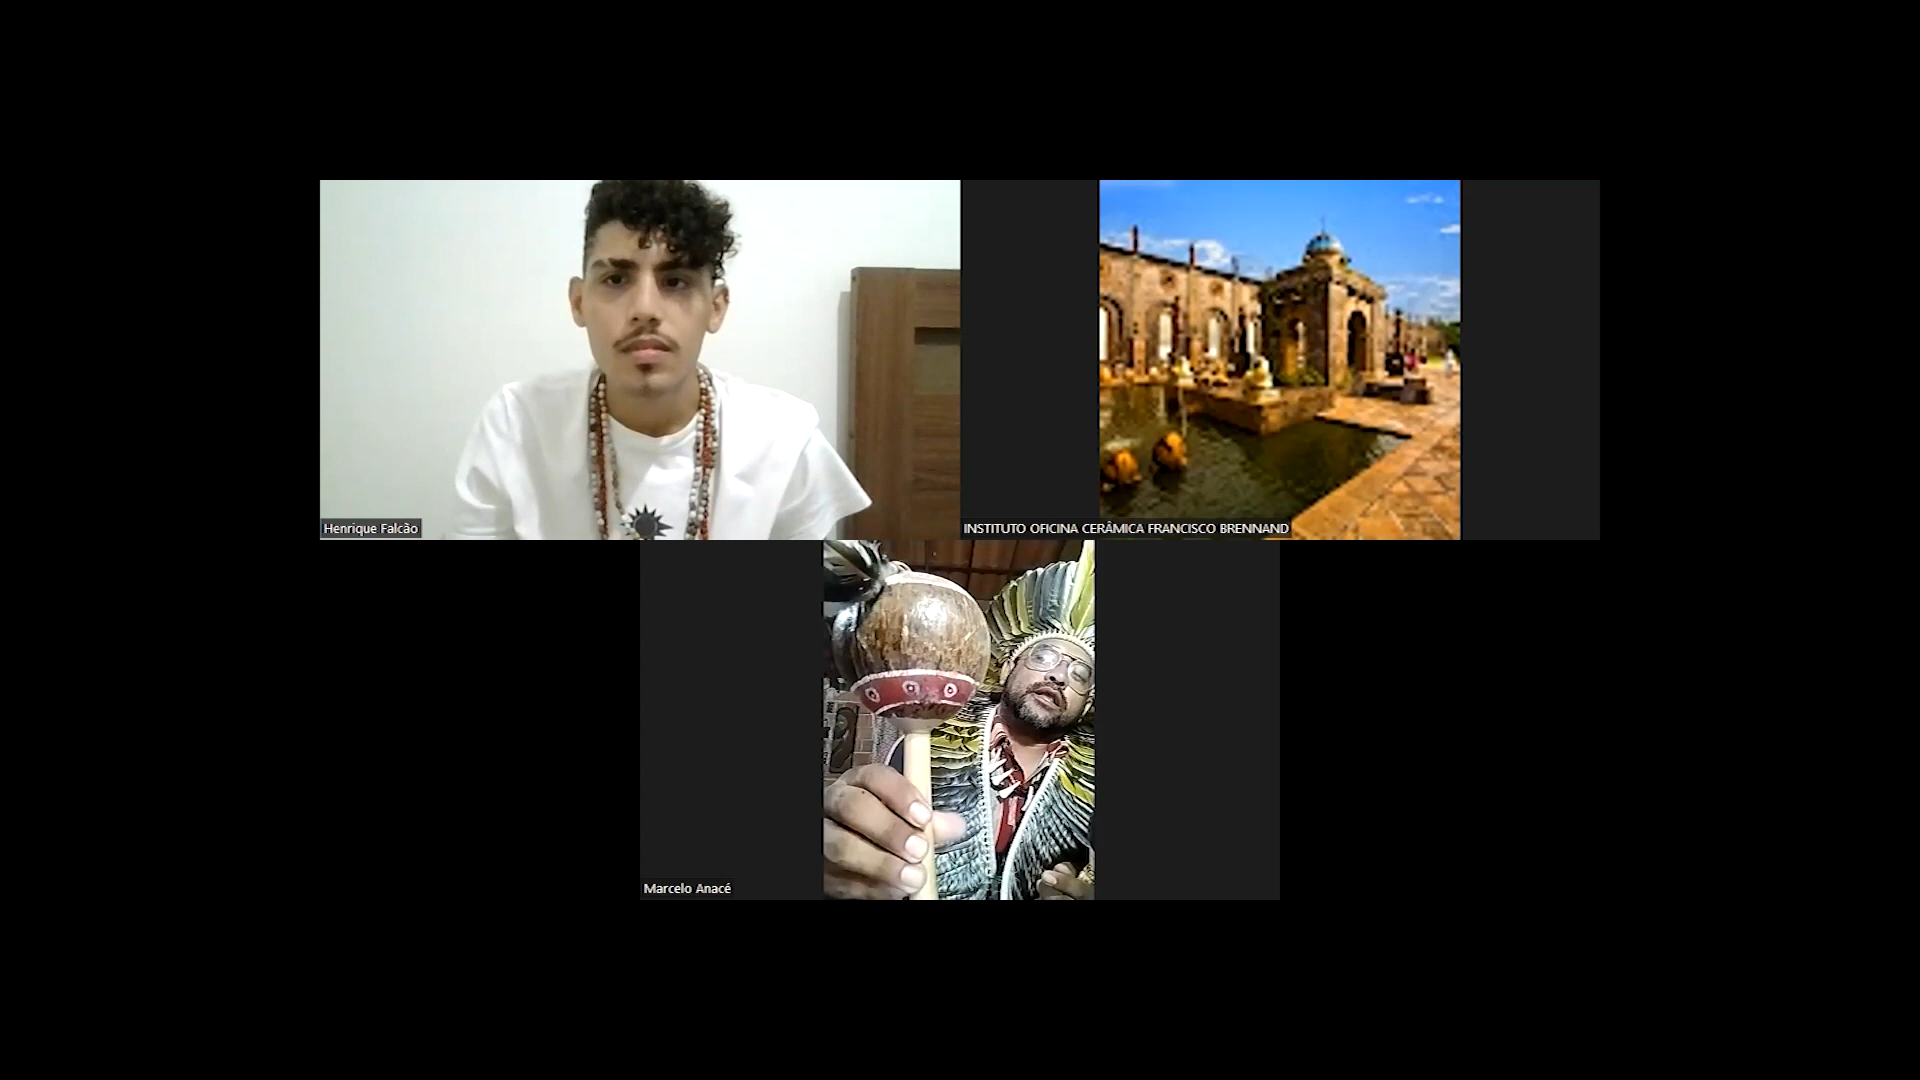 Henrique Falcão
INSTITUTO OFICINA CERÂMICA FRANCISCO BRENNAND
Marcelo Anacé